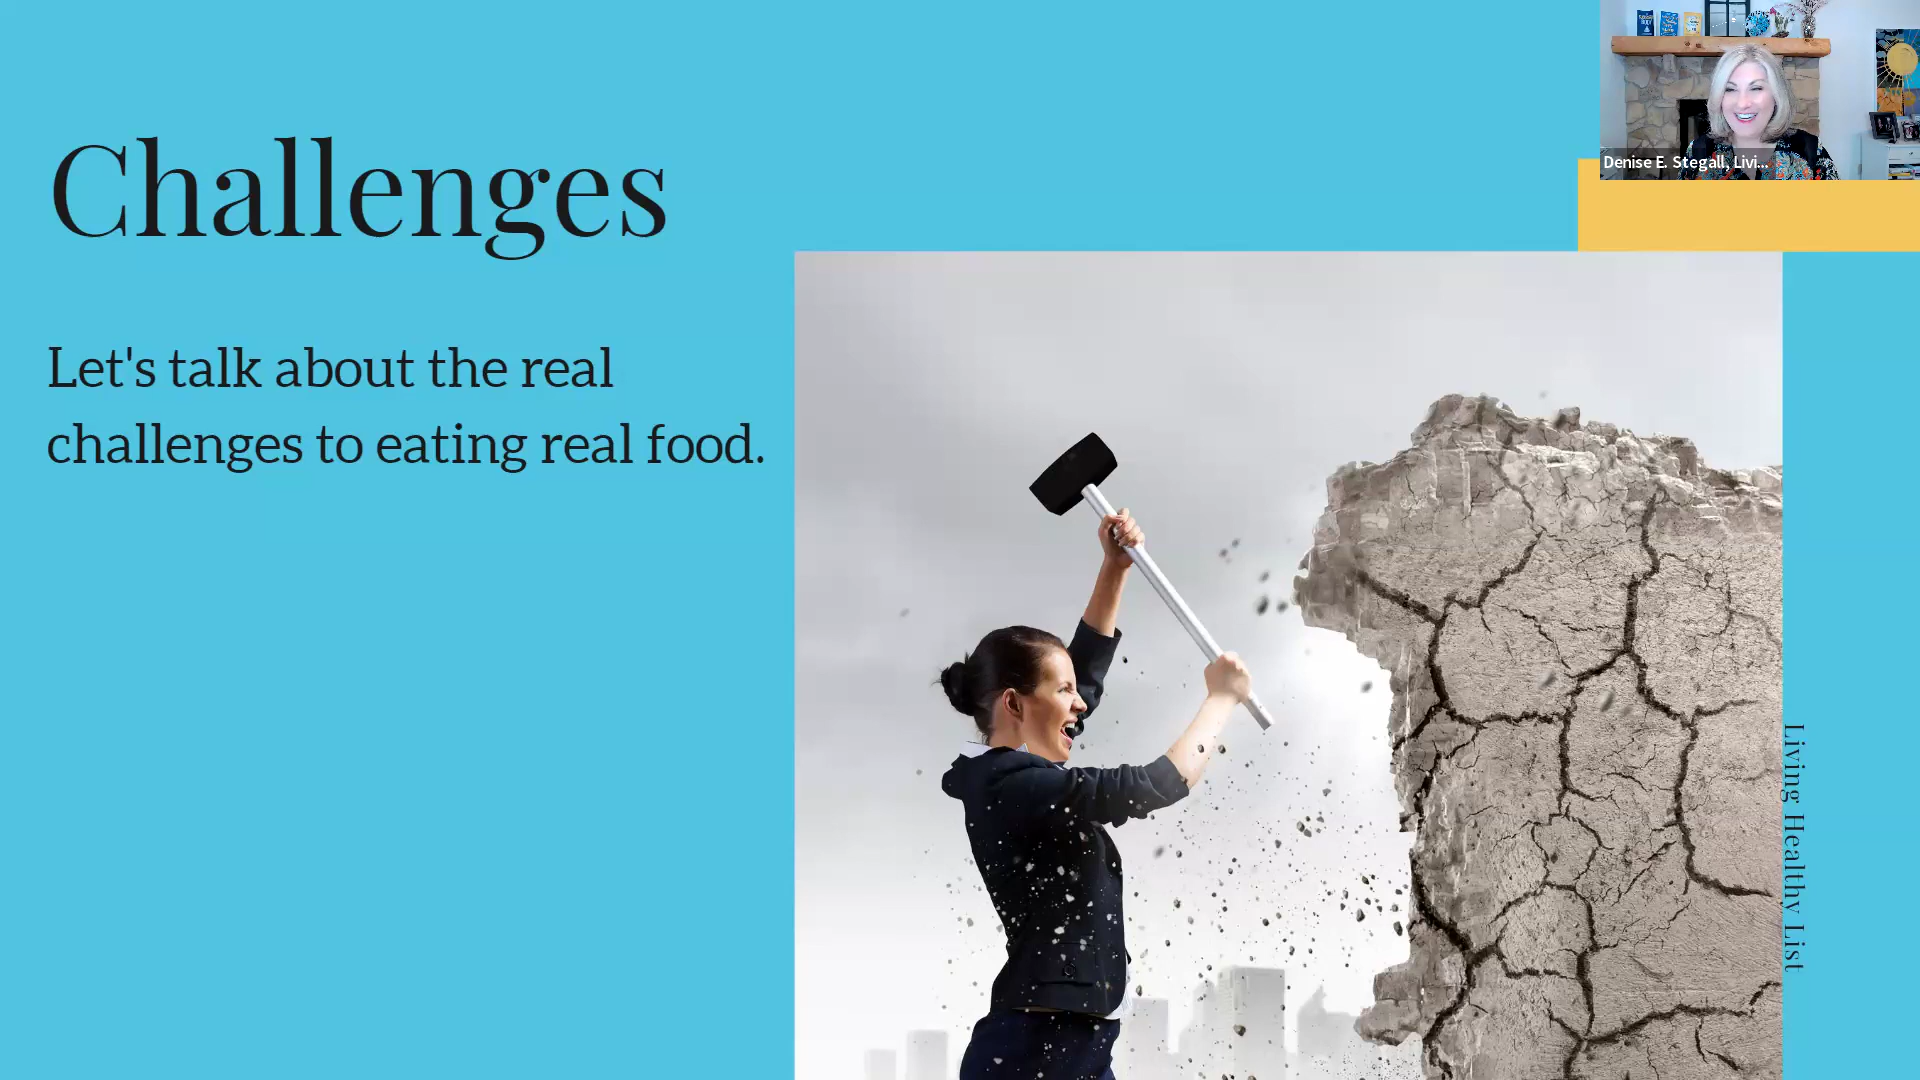 Challenges
Let's talk about the real
challenges to eating real food.
Denise E. Stegall, Livi...
Living Healthy List